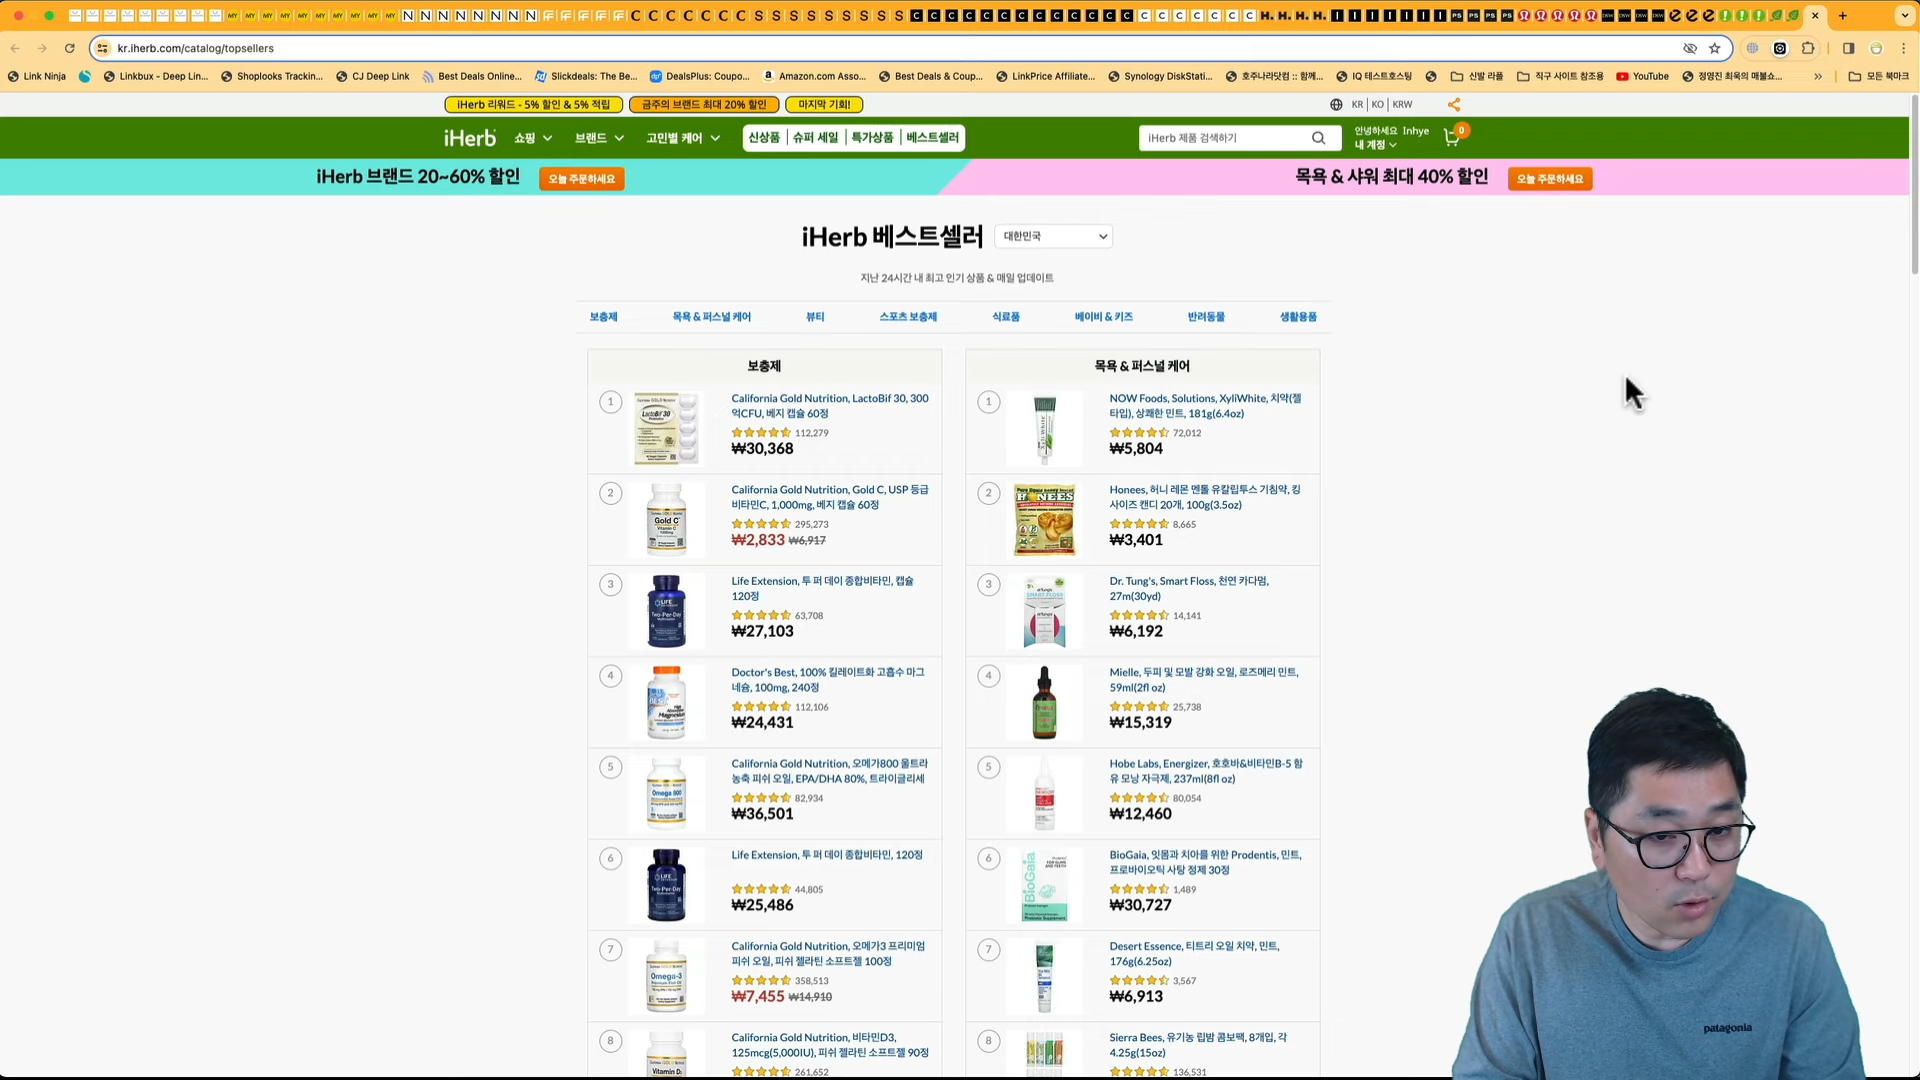 kr.iherb.com/catalog/topsellers
Link Ninja
Linkbux - Deep Lin...
Shoplooks Trackin...
CJ Deep Link
Best Deals Online...
Slickdeals: The Be...
DealsPlus: Coupo...
Amazon.com Asso...
Best Deals & Coup...
LinkPrice Affiliate...
Synology DiskStati...
호주나라닷컴 :: 함께...
IQ 테스트호스팅
신발 라플
직구 사이트 참조용
YouTube
정영진 최욱의 매불쇼...
모든 북마크
iHerb 리워드 - 5% 할인 & 5% 적립
금주의 브랜드 최대 20% 할인
마지막 기회!
KR | KO | KRW
iHerb
쇼핑
브랜드
고민별 케어
신상품 | 슈퍼 세일 | 특가상품 | 베스트셀러
iHerb 제품 검색하기
안녕하세요 Inhye
내 계정
0
iHerb 브랜드 20~60% 할인
오늘 주문하세요
목욕 & 샤워 최대 40% 할인
오늘 주문하세요
iHerb 베스트셀러
대한민국
지난 24시간 내 최고 인기 상품 & 매일 업데이트
보충제
목욕 & 퍼스널 케어
뷰티
스포츠 보충제
식료품
베이비 & 키즈
반려동물
생활용품
보충제
1
California Gold Nutrition, LactoBif 30, 300
억CFU, 베지 캡슐 60정
112,279
₩30,368
2
California Gold Nutrition, Gold C, USP 등급
비타민C, 1,000mg, 베지 캡슐 60정
295,273
₩2,833 ₩6,917
3
Life Extension, 투 퍼 데이 종합비타민, 캡슐
120정
63,708
₩27,103
4
Doctor's Best, 100% 킬레이트화 고흡수 마그
네슘, 100mg, 240정
112,106
₩24,431
5
California Gold Nutrition, 오메가800 울트라
농축 피쉬 오일, EPA/DHA 80%, 트라이글리세
82,934
₩36,501
6
Life Extension, 투 퍼 데이 종합비타민, 120정
44,805
₩25,486
7
California Gold Nutrition, 오메가3 프리미엄
피쉬 오일, 피쉬 젤라틴 소프트젤 100정
358,513
₩7,455 ₩14,910
8
California Gold Nutrition, 비타민D3,
125mcg(5,000IU), 피쉬 젤라틴 소프트젤 90정
261,652
목욕 & 퍼스널 케어
1
NOW Foods, Solutions, XyliWhite, 치약(젤
타입), 상쾌한 민트, 181g(6.4oz)
72,012
₩5,804
2
Honees, 허니 레몬 멘톨 유칼립투스 기침약, 킹
사이즈 캔디 20개, 100g(3.5oz)
8,665
₩3,401
3
Dr. Tung's, Smart Floss, 천연 카다멈,
27m(30yd)
14,141
₩6,192
4
Mielle, 두피 및 모발 강화 오일, 로즈메리 민트,
59ml(2fl oz)
25,738
₩15,319
5
Hobe Labs, Energizer, 호호바&비타민B-5 함
유 모낭 자극제, 237ml(8fl oz)
80,054
₩12,460
6
BioGaia, 잇몸과 치아를 위한 Prodentis, 민트,
프로바이오틱 사탕 정제 30정
1,489
₩30,727
7
Desert Essence, 티트리 오일 치약, 민트,
176g(6.25oz)
3,567
₩6,913
8
Sierra Bees, 유기농 립밤 콤보팩, 8개입, 각
4.25g(15oz)
136,531
patagonia